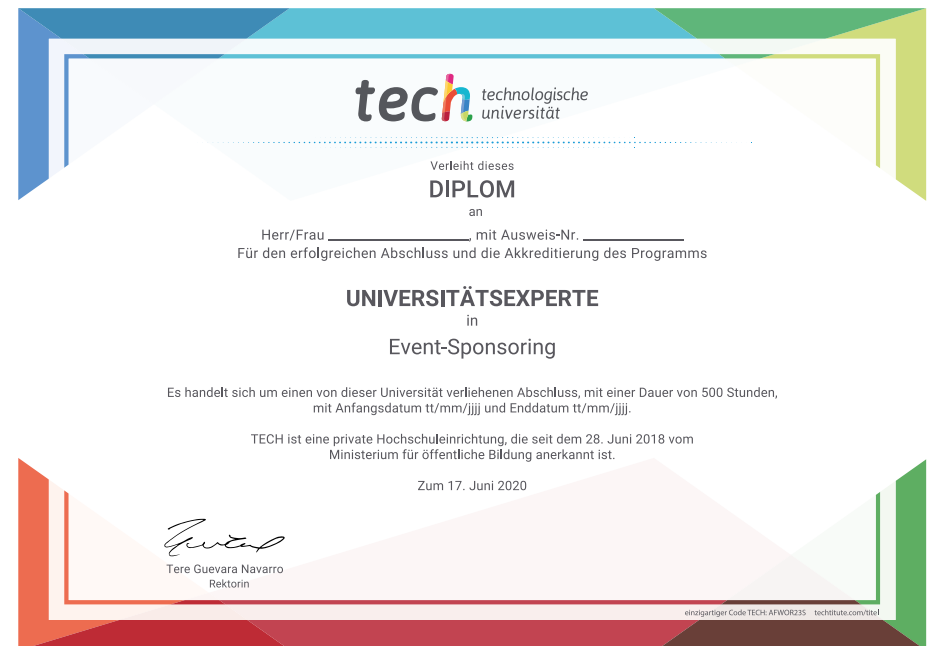 tech technologische
universität
Verleiht dieses
DIPLOM
an
Herr/Frau ____________________, mit Ausweis-Nr. ______________
Für den erfolgreichen Abschluss und die Akkreditierung des Programms
UNIVERSITÄTSEXPERTE
in
Event-Sponsoring
Es handelt sich um einen von dieser Universität verliehenen Abschluss, mit einer Dauer von 500 Stunden,
mit Anfangsdatum tt/mm/jjjj und Enddatum tt/mm/jjjj.
TECH ist eine private Hochschuleinrichtung, die seit dem 28. Juni 2018 vom
Ministerium für öffentliche Bildung anerkannt ist.
Zum 17. Juni 2020
Tere Guevara Navarro
Rektorin
einzigartiger Code TECH: AFWOR23S techtitute.com/titel